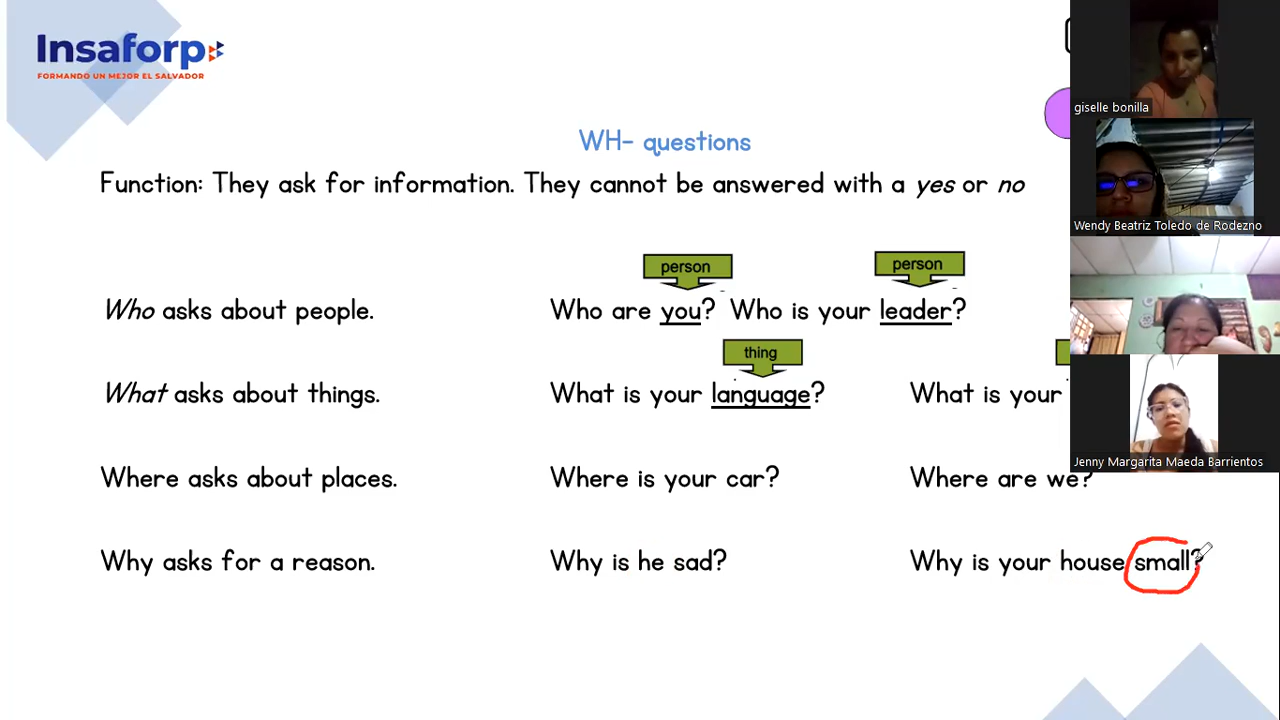 Insaforp
FORMANDO UN MEJOR EL SALVADOR
WH- questions
Function: They ask for information. They cannot be answered with a yes or no
person
person
Who asks about people.
Who are you? Who is your leader?
thing
What asks about things.
What is your language?
What is your
Where asks about places.
Where is your car?
Where are we?
Why asks for a reason.
Why is he sad?
Why is your house small?
giselle bonilla
Wendy Beatriz Toledo de Rodezno
Jenny Margarita Maeda Barrientos